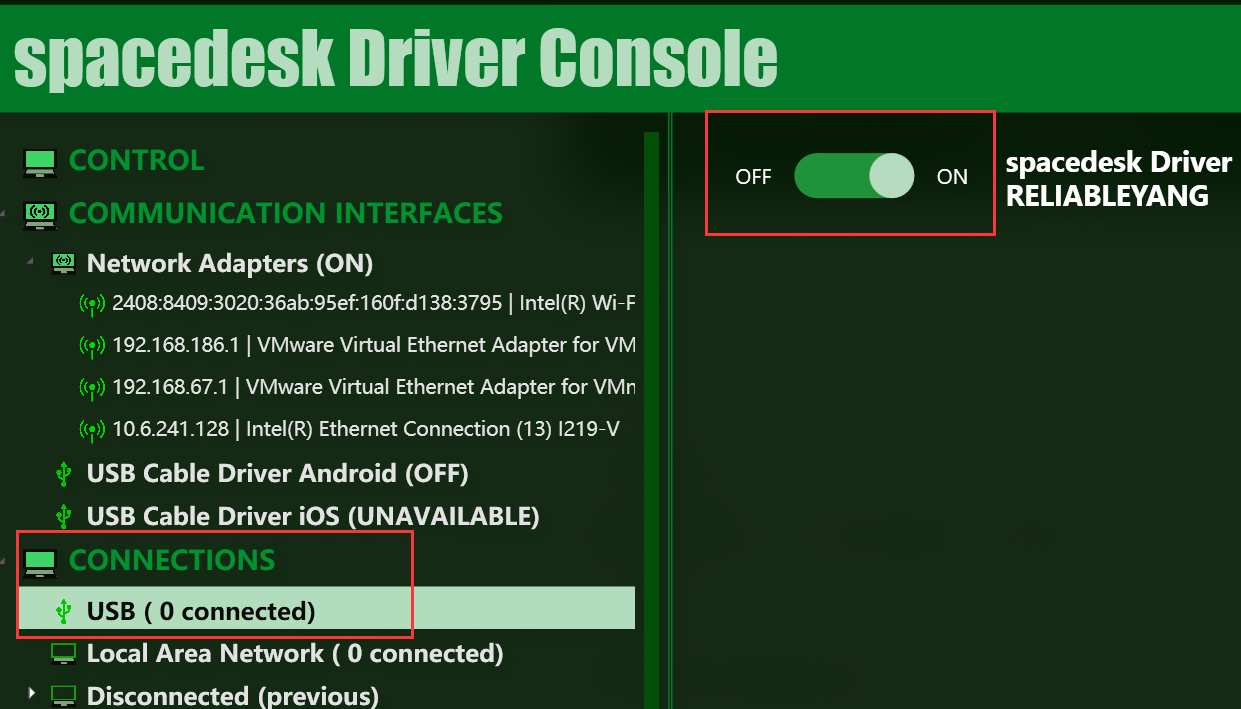 spacedesk Driver Console
CONTROL
COMMUNICATION INTERFACES
Network Adapters (ON)
2408:8409:3020:36ab:95ef:160f:d138:3795 | Intel(R) Wi-F
192.168.186.1 | VMware Virtual Ethernet Adapter for VM
192.168.67.1 | VMware Virtual Ethernet Adapter for VMn
10.6.241.128 | Intel(R) Ethernet Connection (13) I219-V
USB Cable Driver Android (OFF)
USB Cable Driver iOS (UNAVAILABLE)
CONNECTIONS
USB ( 0 connected)
Local Area Network ( 0 connected)
Disconnected (previous)
OFF ON
spacedesk Driver
RELIABLEYANG